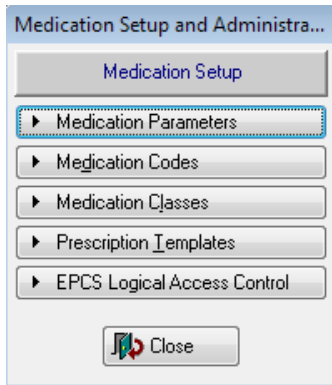 Medication Setup and Administra...
Medication Setup
Medication Parameters
Medication Codes
Medication Classes
Prescription Templates
EPCS Logical Access Control
Close